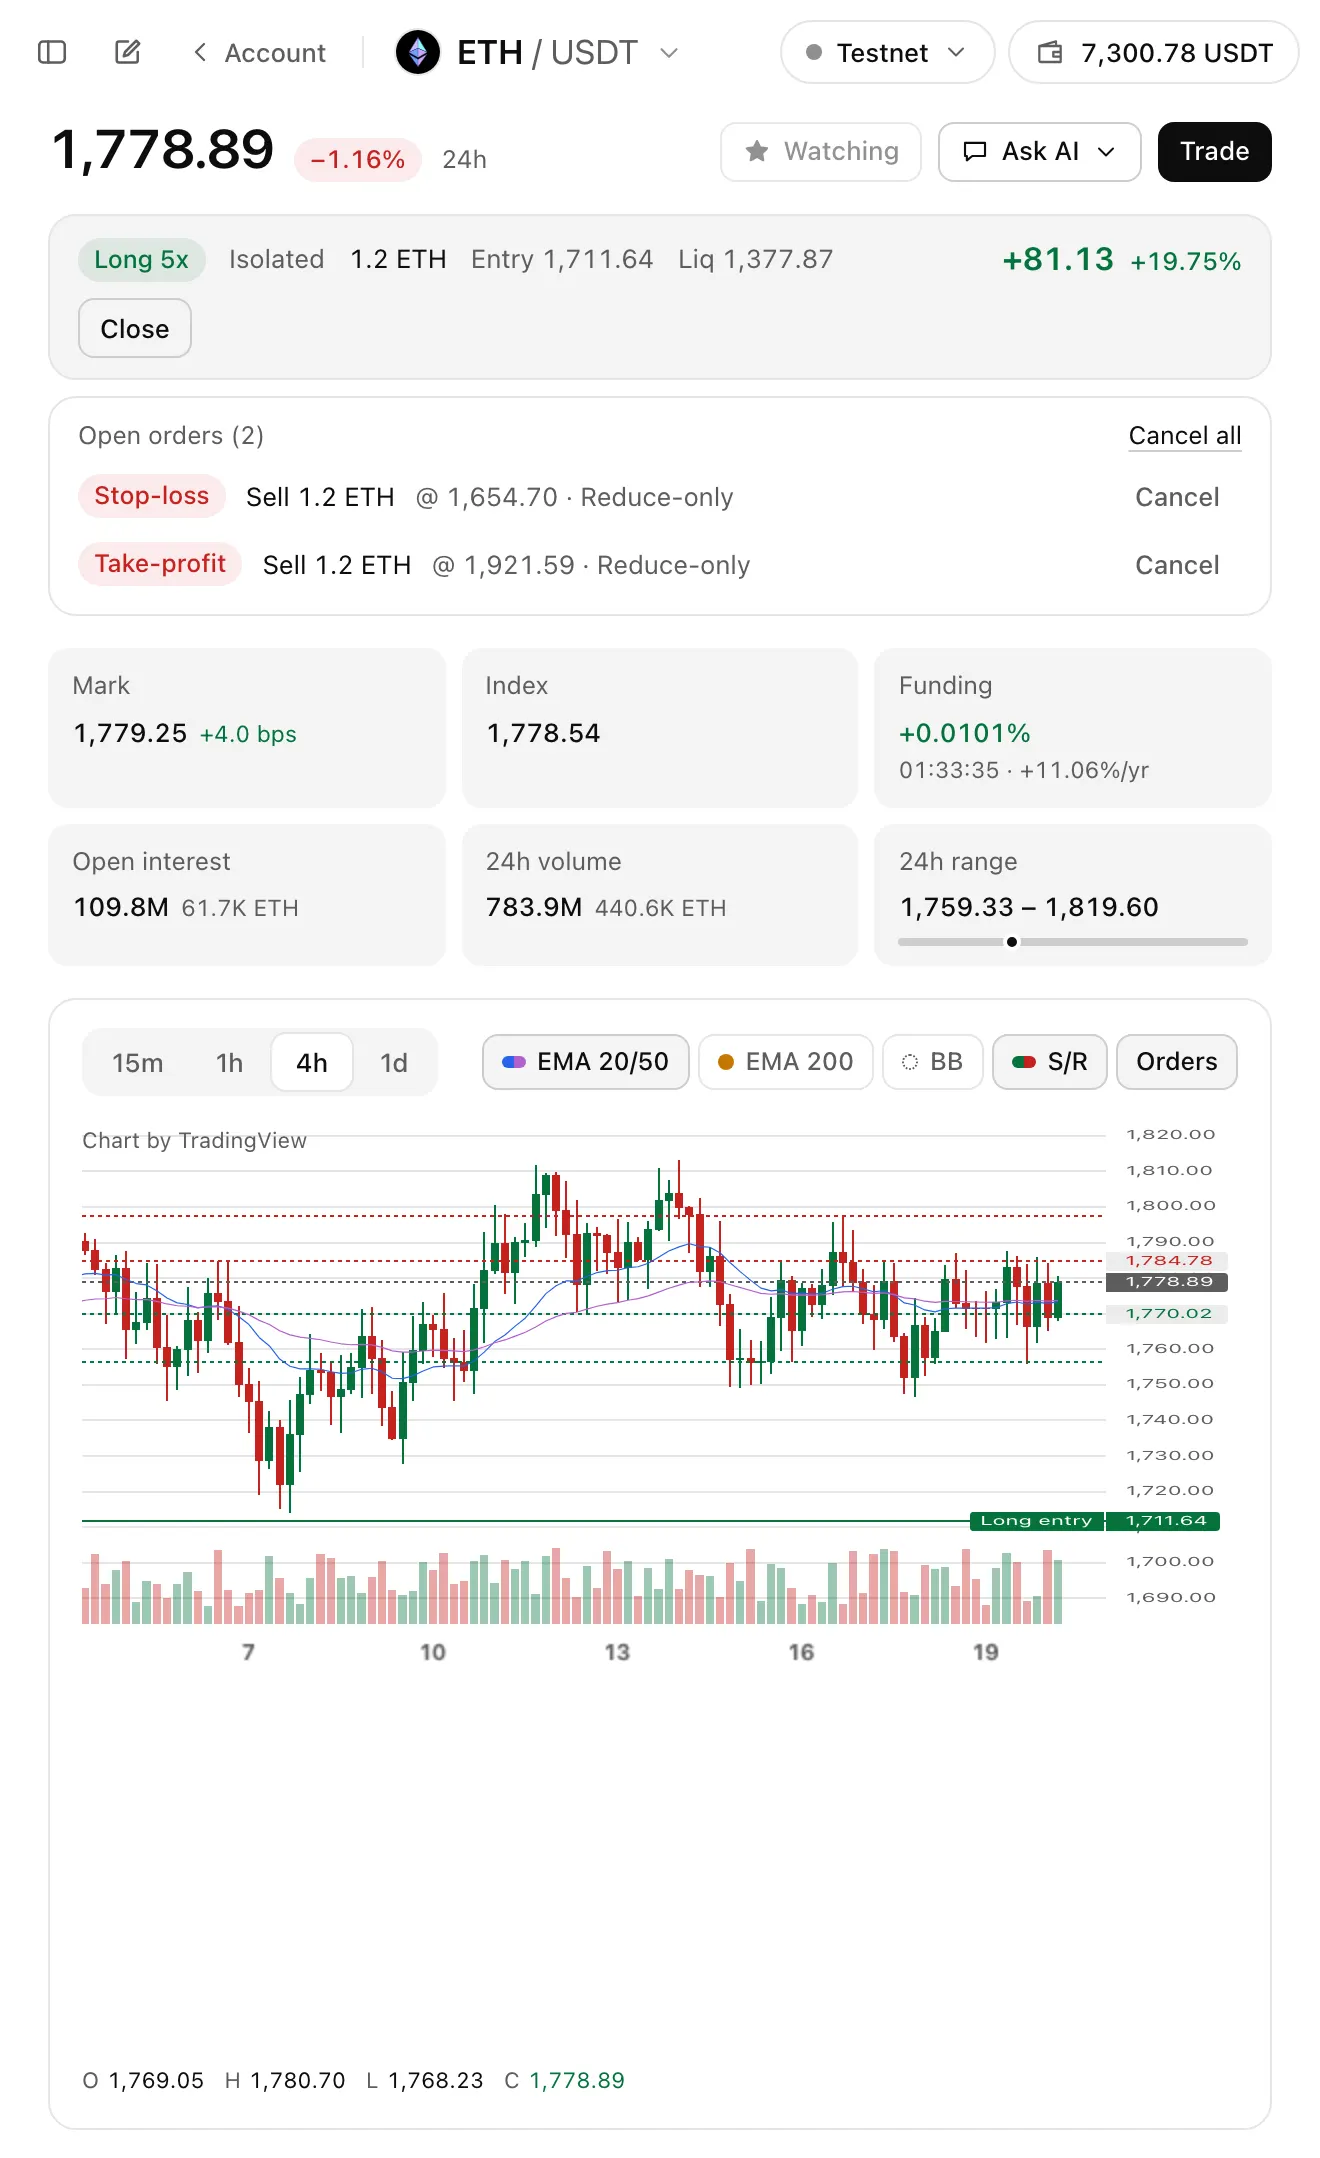 Account
ETH / USDT
Testnet
7,300.78 USDT
1,778.89 −1.16% 24h
Watching
Ask AI
Trade
Long 5x Isolated 1.2 ETH Entry 1,711.64 Liq 1,377.87 +81.13 +19.75%
Close
Open orders (2) Cancel all
Stop-loss Sell 1.2 ETH @ 1,654.70 · Reduce-only Cancel
Take-profit Sell 1.2 ETH @ 1,921.59 · Reduce-only Cancel
Mark
1,779.25 +4.0 bps
Index
1,778.54
Funding
+0.0101%
01:33:35 · +11.06%/yr
Open interest
109.8M 61.7K ETH
24h volume
783.9M 440.6K ETH
24h range
1,759.33 – 1,819.60
15m 1h 4h 1d
EMA 20/50 EMA 200 BB S/R Orders
Chart by TradingView
1,820.00
1,810.00
1,800.00
1,790.00
1,784.78
1,778.89
1,770.02
1,760.00
1,750.00
1,740.00
1,730.00
1,720.00
Long entry 1,711.64
1,700.00
1,690.00
7 10 13 16 19
O 1,769.05 H 1,780.70 L 1,768.23 C 1,778.89